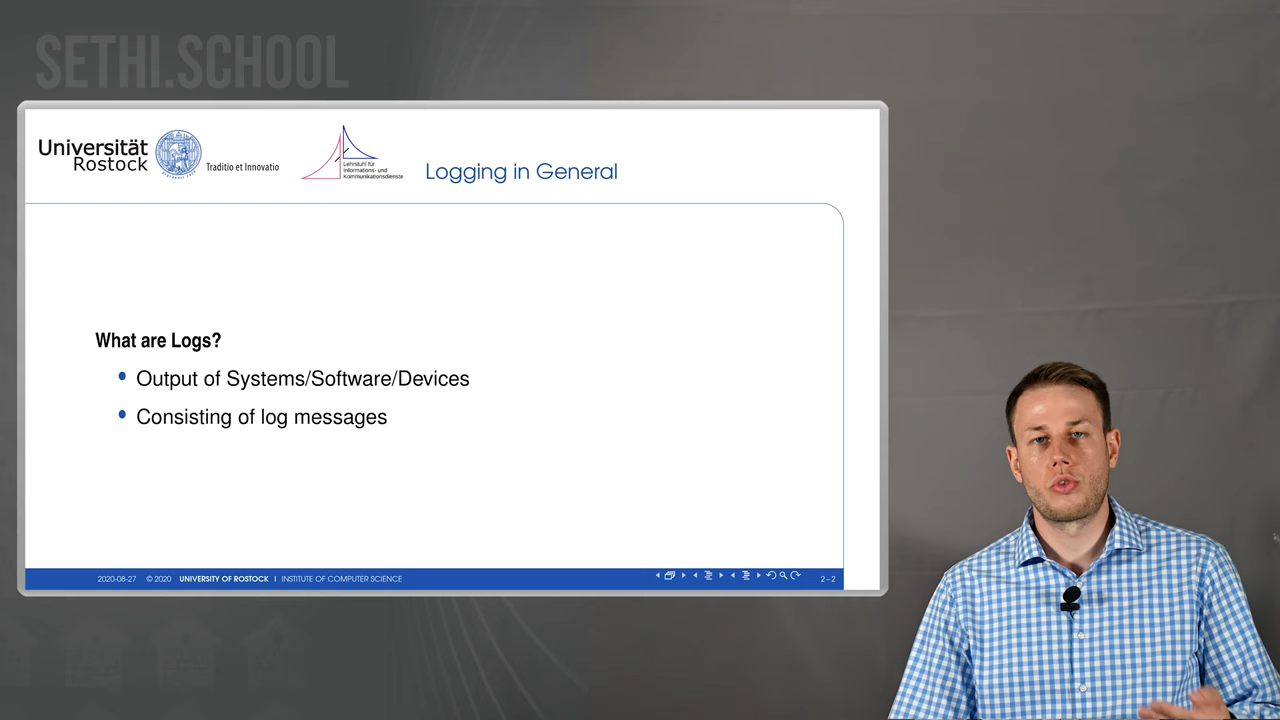 SETHI.SCHOOL
Universität
Rostock
Traditio et Innovatio
Lehrstuhl für
Informations- und
Kommunikationsdienste
Logging in General
What are Logs?
• Output of Systems/Software/Devices
• Consisting of log messages
2020-08-27 © 2020 UNIVERSITY OF ROSTOCK | INSTITUTE OF COMPUTER SCIENCE 2–2